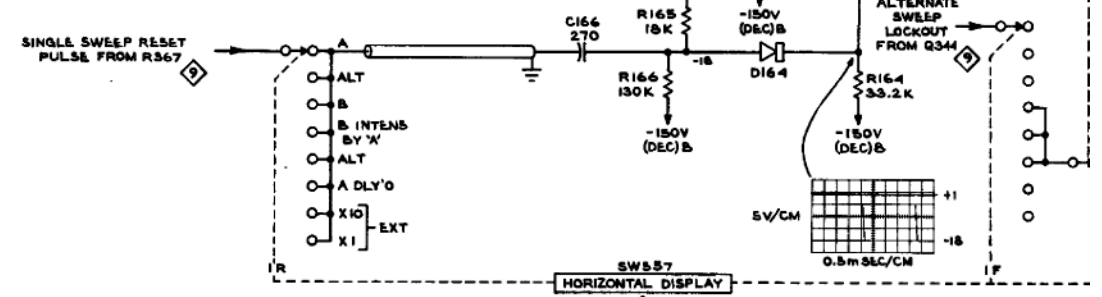 SINGLE SWEEP RESET
PULSE FROM R367
9
A
ALT
B
B INTENS
BY 'A'
ALT
A DLY'D
X10
X1
EXT
1R
C166
270
R165
18K
-18
R166
130K
-150V
(DEC)B
-150V
(DEC)B
D164
R164
33.2K
-150V
(DEC)B
5V/CM
+1
-18
0.5mSEC/CM
ALTERNATE
SWEEP
LOCKOUT
FROM Q344
9
1F
SW557
HORIZONTAL DISPLAY